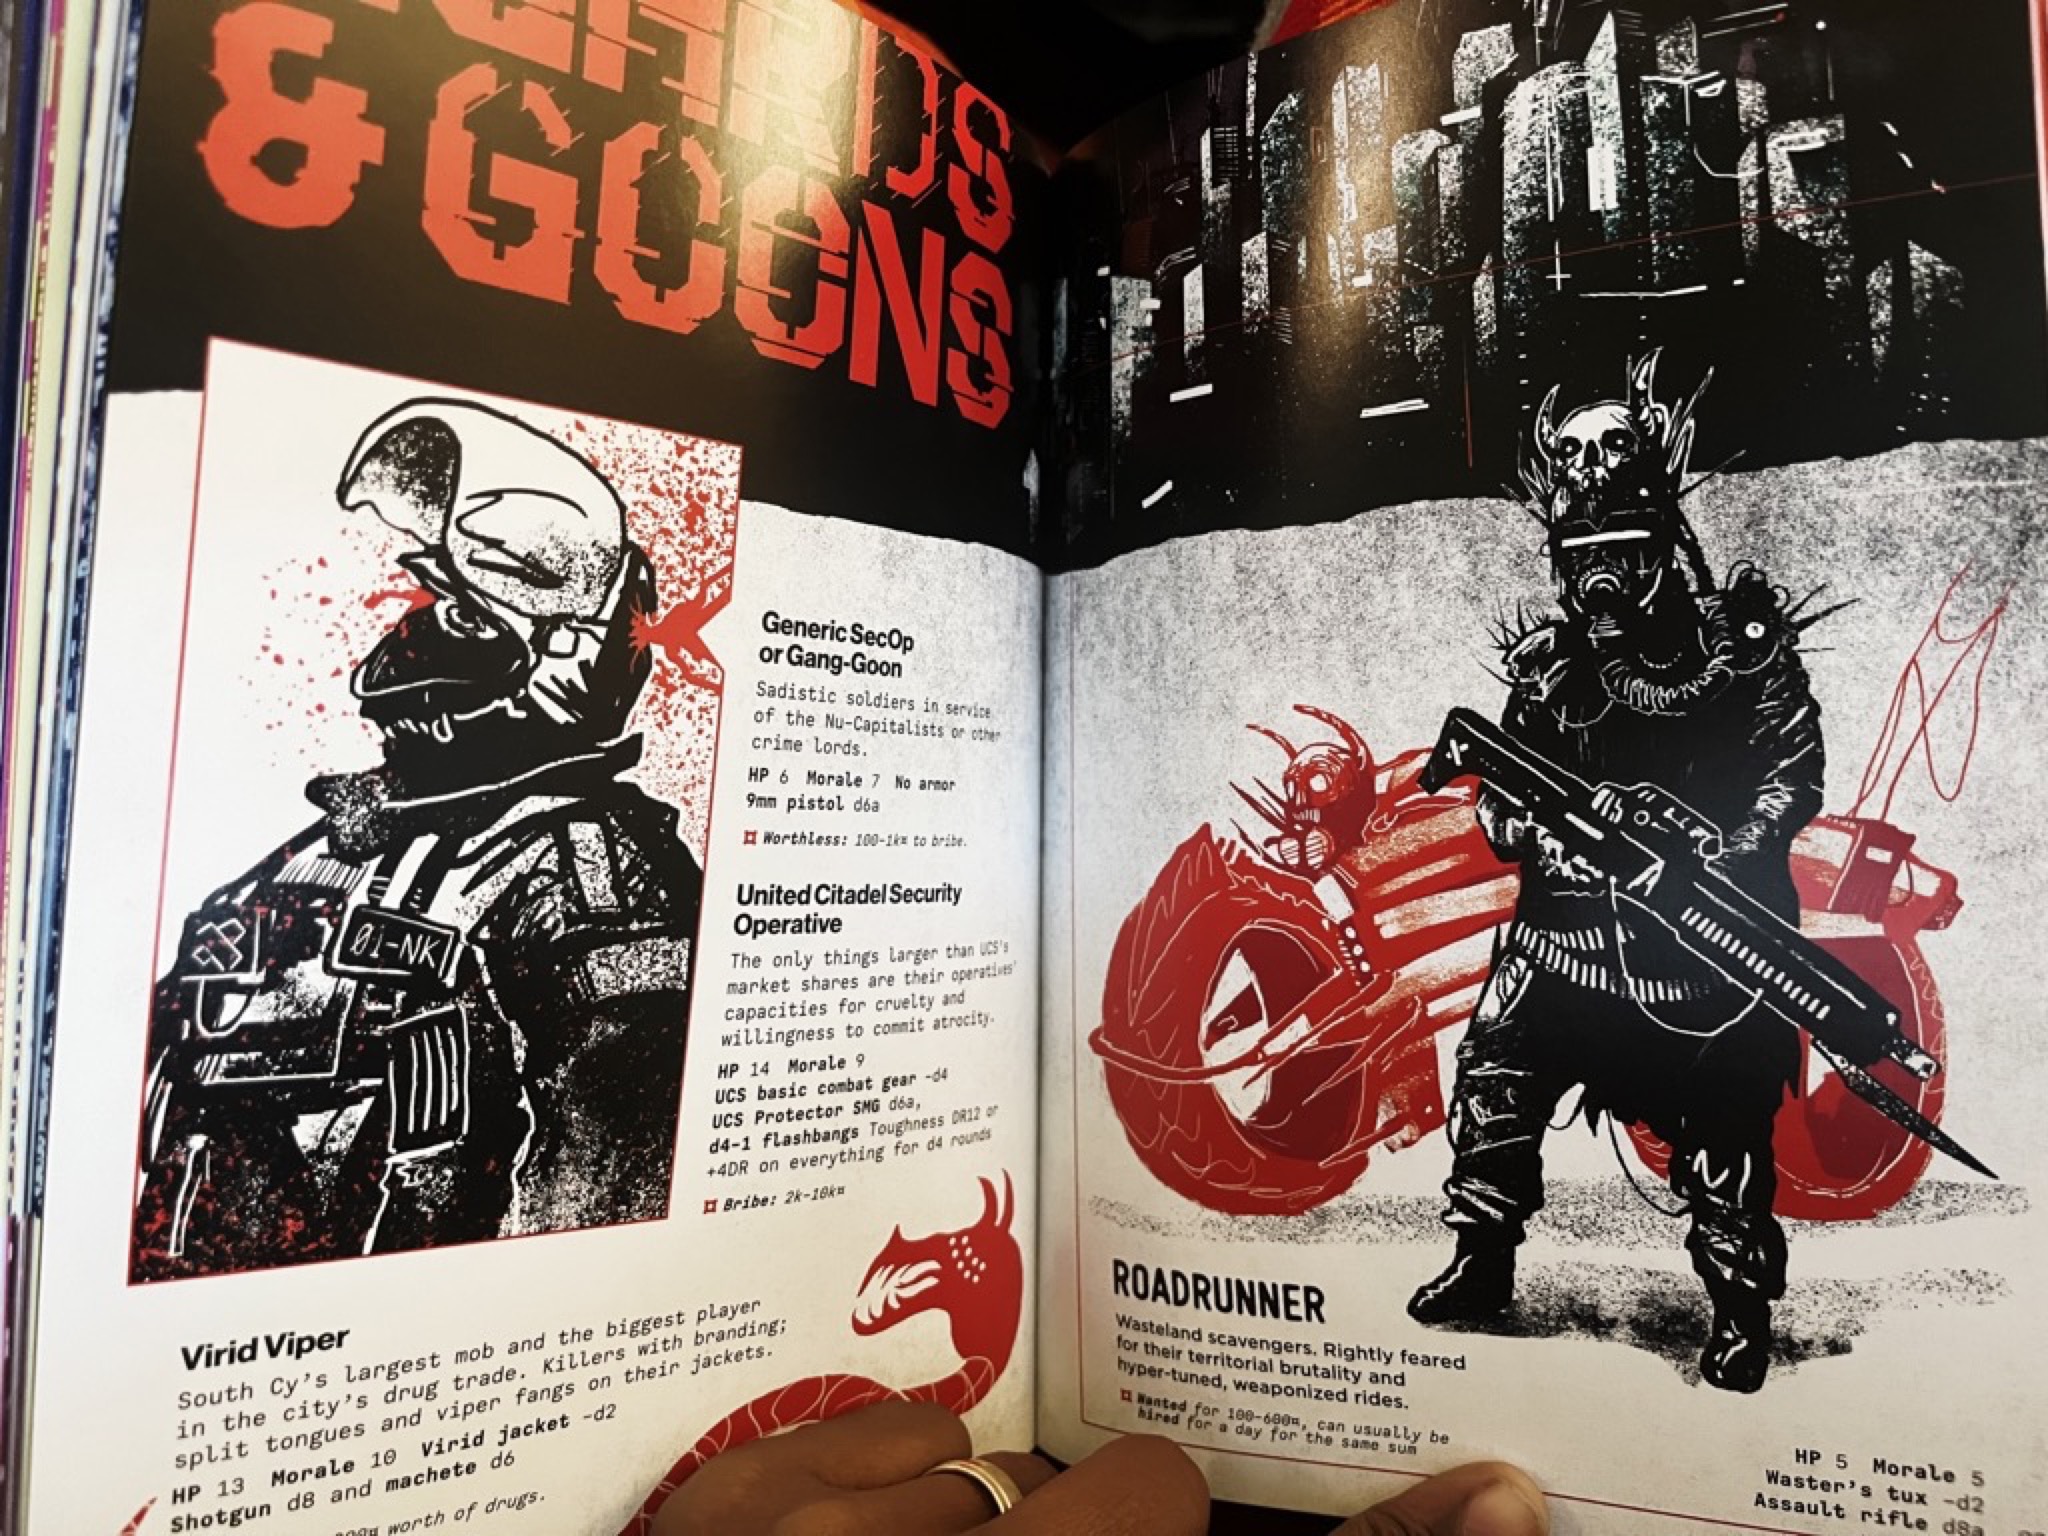 & GOONS
01-NK
Generic SecOp
or Gang-Goon
Sadistic soldiers in service
of the Nu-Capitalists or other
crime lords.
HP 6 Morale 7 No armor
9mm pistol d6a
Worthless: 100-1k¤ to bribe.
United Citadel Security
Operative
The only things larger than UCS's
market shares are their operatives'
capacities for cruelty and
willingness to commit atrocity.
HP 14 Morale 9
UCS basic combat gear -d4
UCS Protector SMG d6a,
d4-1 flashbangs Toughness DR12 or
+4DR on everything for d4 rounds
Bribe: 2k-10k¤
Virid Viper
South Cy's largest mob and the biggest player
in the city's drug trade. Killers with branding;
split tongues and viper fangs on their jackets.
HP 13 Morale 10 Virid jacket -d2
Shotgun d8 and machete d6
worth of drugs.
ROADRUNNER
Wasteland scavengers. Rightly feared
for their territorial brutality and
hyper-tuned, weaponized rides.
Wanted for 100-600¤, can usually be
hired for a day for the same sum
HP 5 Morale 5
Waster's tux -d2
Assault rifle d8a